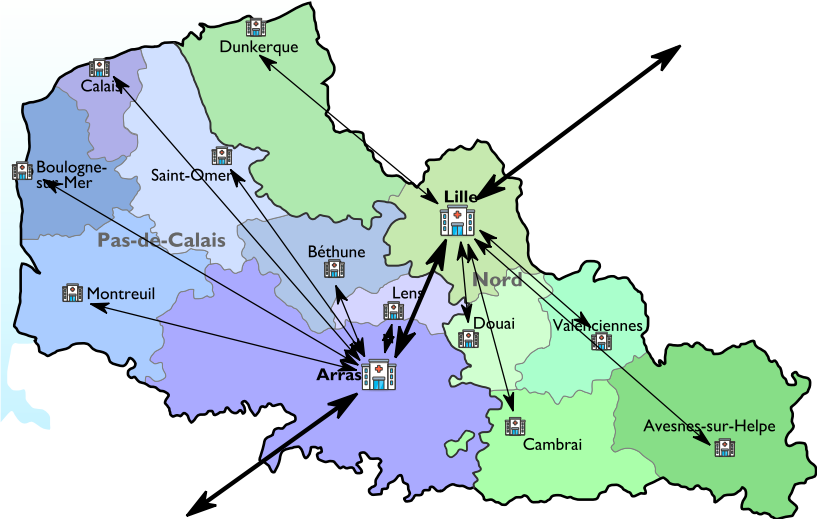 Dunkerque
Calais
Saint-Omer
Boulogne-
sur-Mer
Lille
Pas-de-Calais
Béthune
Nord
Montreuil
Lens
Douai
Valenciennes
Arras
Avesnes-sur-Helpe
Cambrai